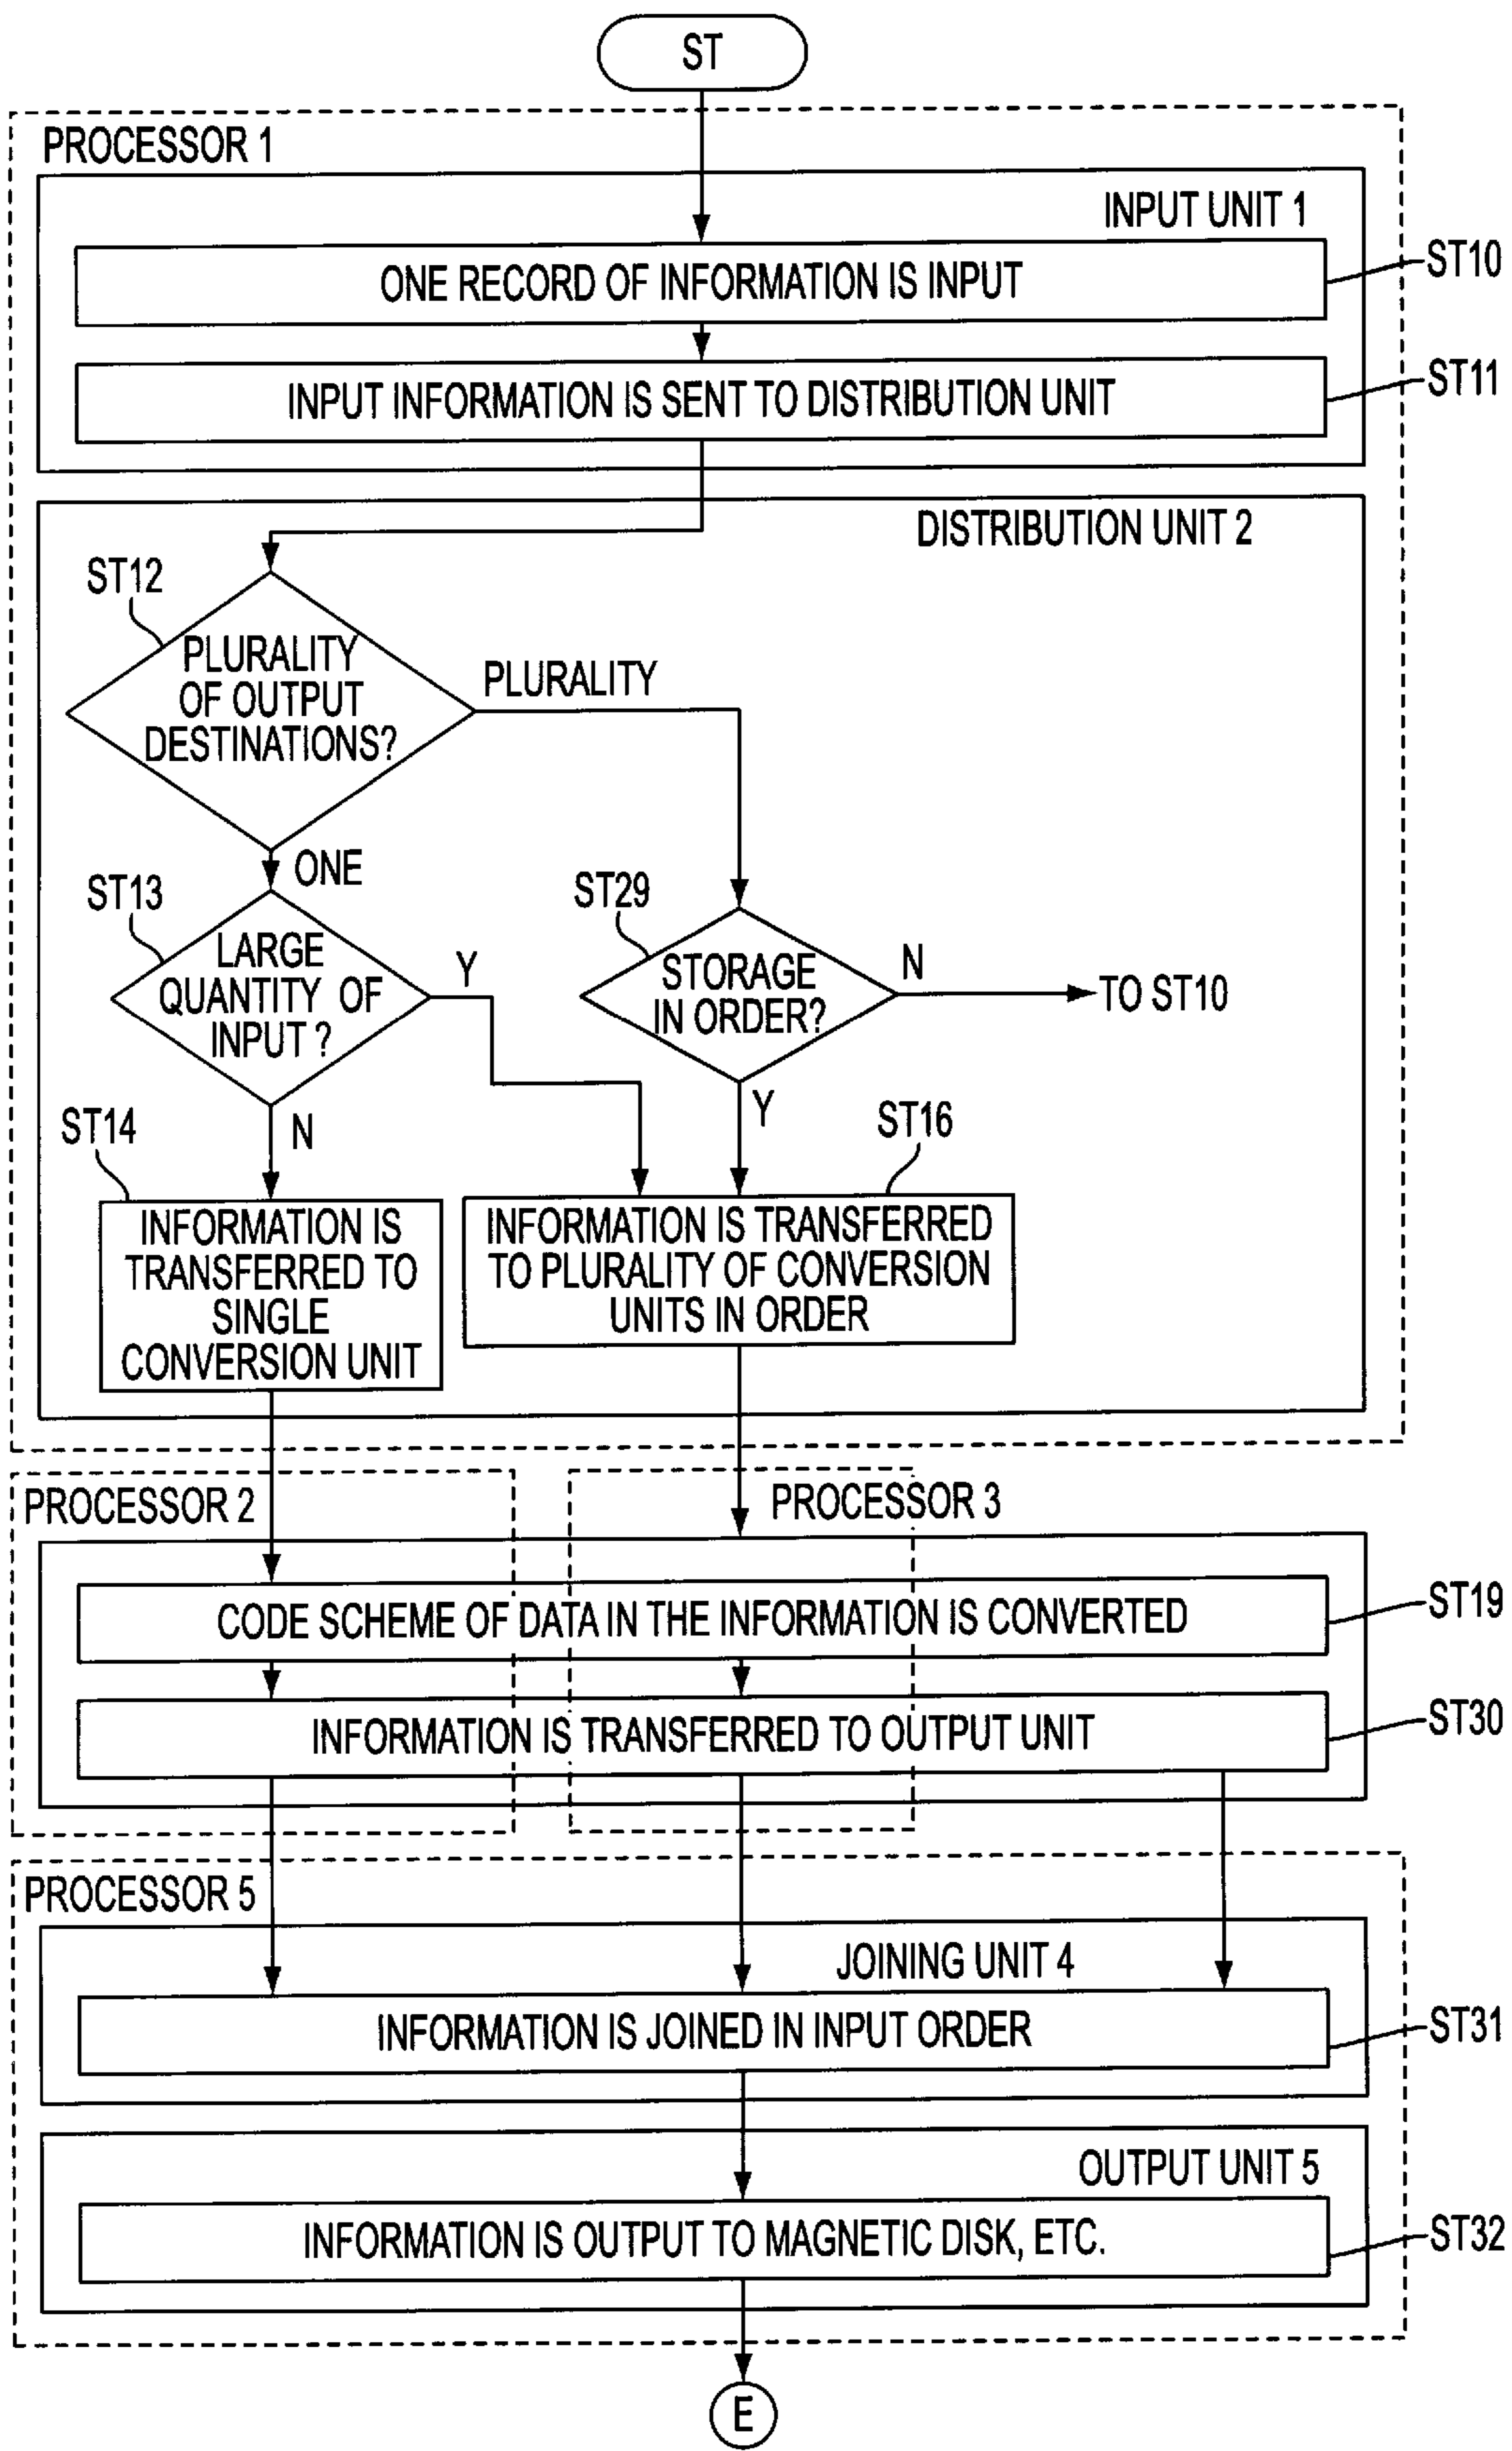 ST
PROCESSOR 1
INPUT UNIT 1
ONE RECORD OF INFORMATION IS INPUT
ST10
INPUT INFORMATION IS SENT TO DISTRIBUTION UNIT
ST11
DISTRIBUTION UNIT 2
ST12
PLURALITY
OF OUTPUT
DESTINATIONS?
PLURALITY
ONE
ST13
LARGE
QUANTITY OF
INPUT ?
Y
N
ST29
STORAGE
IN ORDER?
N
TO ST10
Y
ST14
INFORMATION IS
TRANSFERRED TO
SINGLE
CONVERSION UNIT
ST16
INFORMATION IS TRANSFERRED
TO PLURALITY OF CONVERSION
UNITS IN ORDER
PROCESSOR 2
PROCESSOR 3
CODE SCHEME OF DATA IN THE INFORMATION IS CONVERTED
ST19
INFORMATION IS TRANSFERRED TO OUTPUT UNIT
ST30
PROCESSOR 5
JOINING UNIT 4
INFORMATION IS JOINED IN INPUT ORDER
ST31
OUTPUT UNIT 5
INFORMATION IS OUTPUT TO MAGNETIC DISK, ETC.
ST32
E